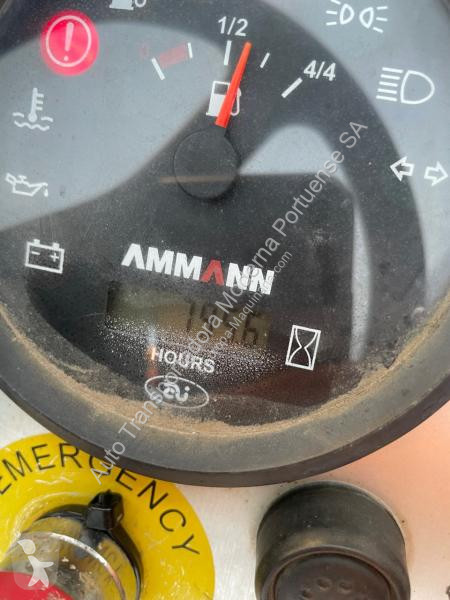 1/2
4/4
AMMANN
HOURS
EMERGENCY
Auto Transportadora Moderna Portuense SA